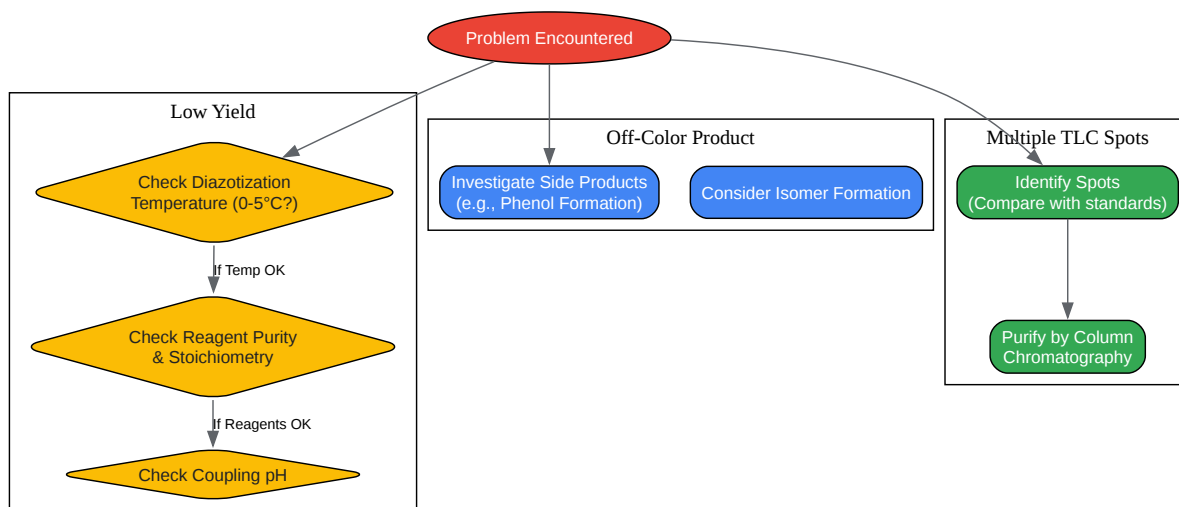 Problem Encountered
Low Yield
Check Diazotization
Temperature (0-5°C?)
If Temp OK
Check Reagent Purity
& Stoichiometry
If Reagents OK
Check Coupling pH
Off-Color Product
Investigate Side Products
(e.g., Phenol Formation)
Consider Isomer Formation
Multiple TLC Spots
Identify Spots
(Compare with standards)
Purify by Column
Chromatography